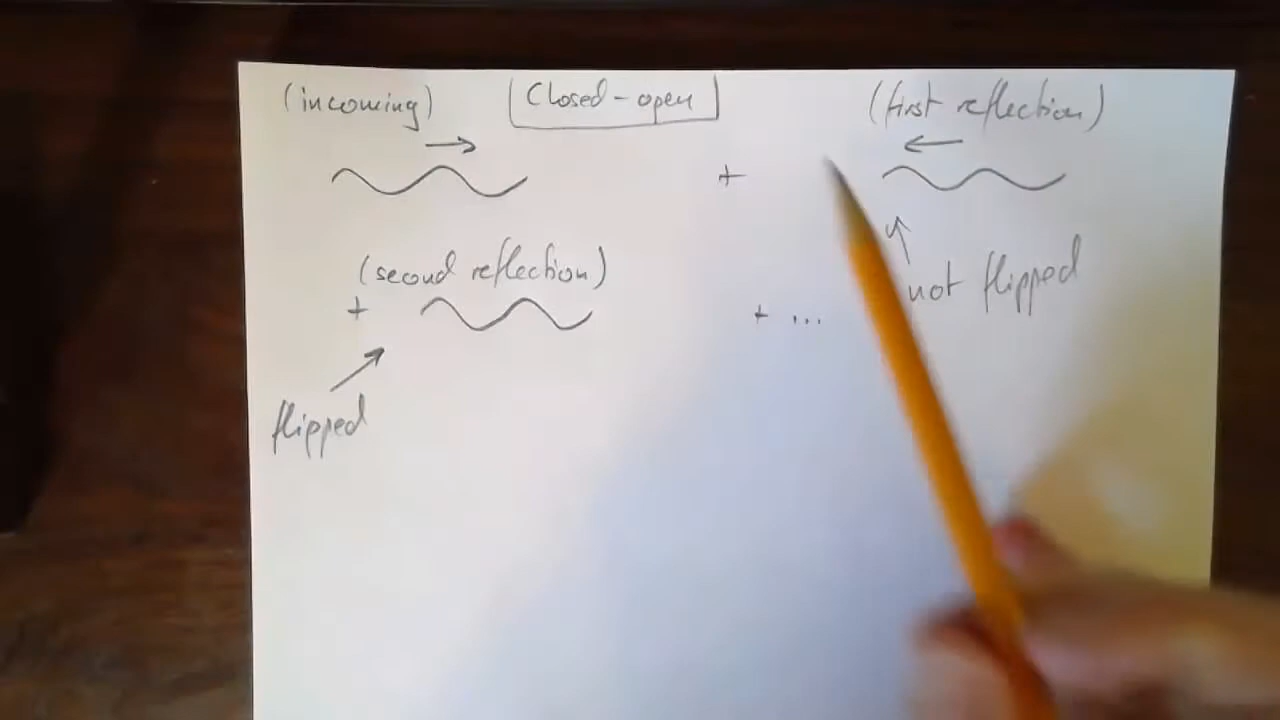 (incoming) Closed-open (first reflection)
+
(second reflection)
+ + ... not flipped
flipped